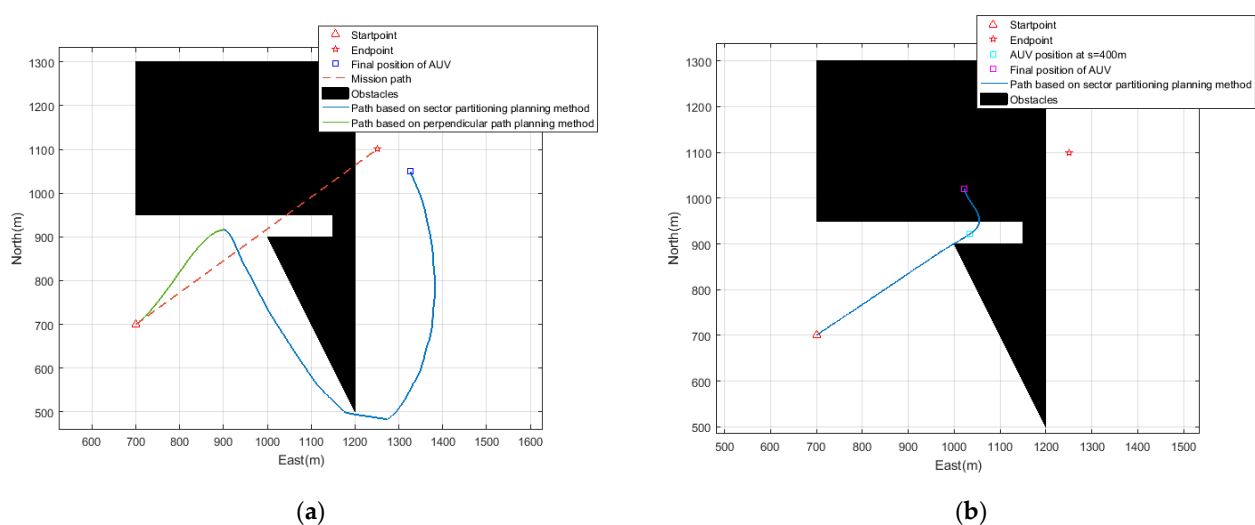 Startpoint
Endpoint
Final position of AUV
Mission path
Obstacles
Path based on sector partitioning planning method
Path based on perpendicular path planning method
1300
1200
1100
1000
900
800
700
600
500
North(m)
600 700 800 900 1000 1100 1200 1300 1400 1500 1600
East(m)
(a)
Startpoint
Endpoint
AUV position at s=400m
Final position of AUV
Path based on sector partitioning planning method
Obstacles
1300
1200
1100
1000
900
800
700
600
500
North(m)
500 600 700 800 900 1000 1100 1200 1300 1400 1500
East(m)
(b)